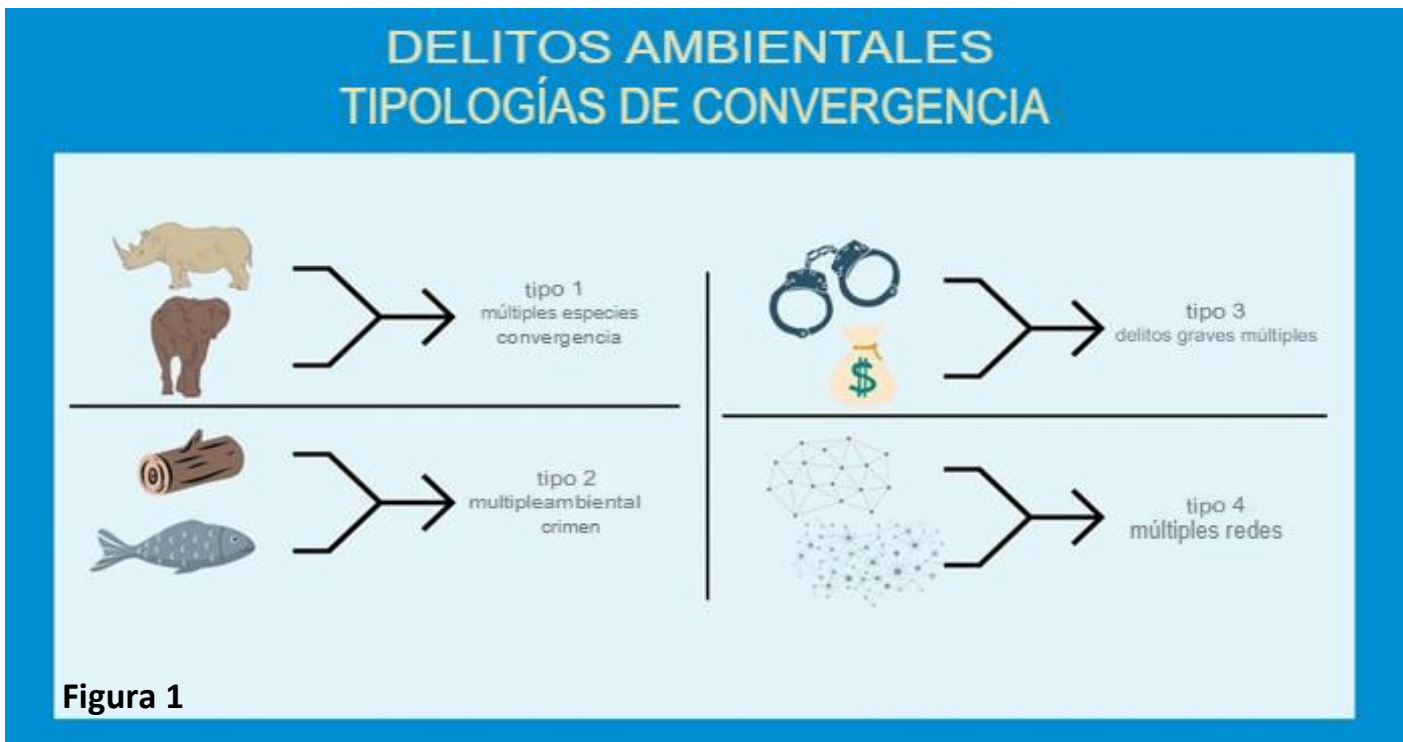 DELITOS AMBIENTALES
TIPOLOGÍAS DE CONVERGENCIA
tipo 1
múltiples especies
convergencia
tipo 2
multipleambiental
crimen
tipo 3
delitos graves múltiples
$
tipo 4
múltiples redes
Figura 1